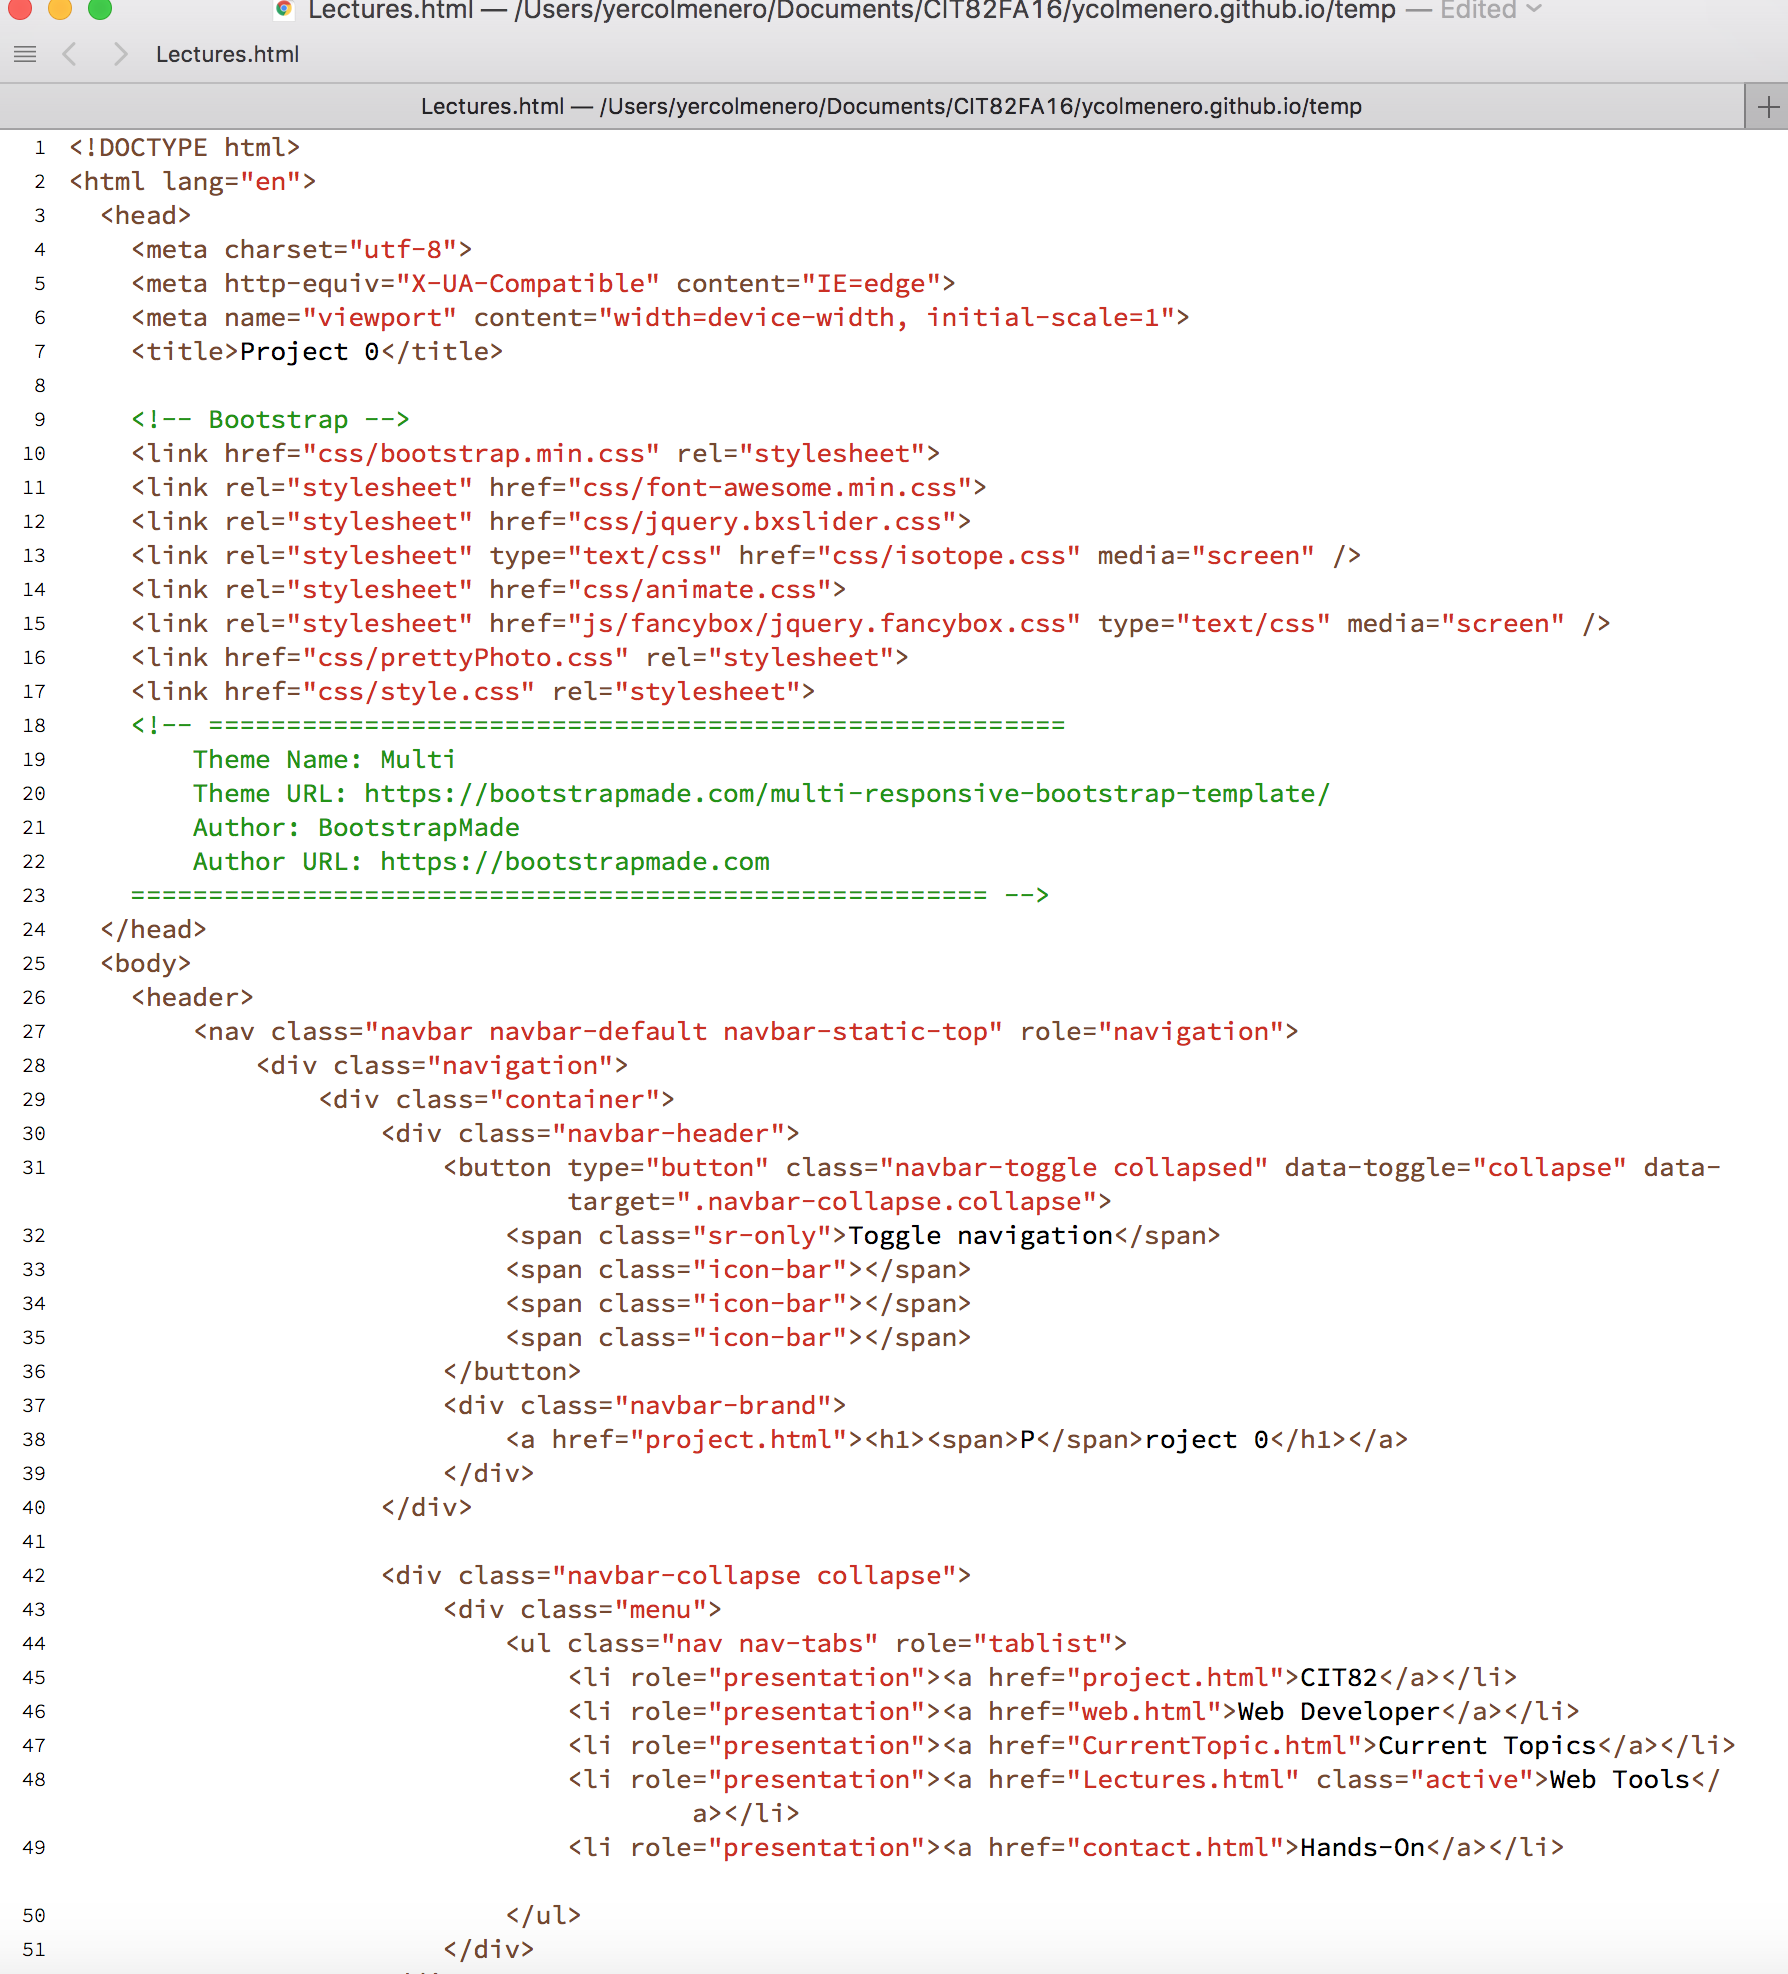 Lectures.html — /Users/yercolmenero/Documents/CIT82FA16/ycolmenero.github.io/temp — Edited
Lectures.html
Lectures.html — /Users/yercolmenero/Documents/CIT82FA16/ycolmenero.github.io/temp
1 <!DOCTYPE html>
2 <html lang="en">
3   <head>
4     <meta charset="utf-8">
5     <meta http-equiv="X-UA-Compatible" content="IE=edge">
6     <meta name="viewport" content="width=device-width, initial-scale=1">
7     <title>Project 0</title>
8
9     <!-- Bootstrap -->
10     <link href="css/bootstrap.min.css" rel="stylesheet">
11     <link rel="stylesheet" href="css/font-awesome.min.css">
12     <link rel="stylesheet" href="css/jquery.bxslider.css">
13     <link rel="stylesheet" type="text/css" href="css/isotope.css" media="screen" />
14     <link rel="stylesheet" href="css/animate.css">
15     <link rel="stylesheet" href="js/fancybox/jquery.fancybox.css" type="text/css" media="screen" />
16     <link href="css/prettyPhoto.css" rel="stylesheet">
17     <link href="css/style.css" rel="stylesheet">
18     <!-- =======================================================
19         Theme Name: Multi
20         Theme URL: https://bootstrapmade.com/multi-responsive-bootstrap-template/
21         Author: BootstrapMade
22         Author URL: https://bootstrapmade.com
23     ======================================================= -->
24   </head>
25   <body>
26     <header>
27         <nav class="navbar navbar-default navbar-static-top" role="navigation">
28             <div class="navigation">
29                 <div class="container">
30                     <div class="navbar-header">
31                         <button type="button" class="navbar-toggle collapsed" data-toggle="collapse" data-
target=".navbar-collapse.collapse">
32                             <span class="sr-only">Toggle navigation</span>
33                             <span class="icon-bar"></span>
34                             <span class="icon-bar"></span>
35                             <span class="icon-bar"></span>
36                         </button>
37                         <div class="navbar-brand">
38                             <a href="project.html"><h1><span>P</span>roject 0</h1></a>
39                         </div>
40                     </div>
41
42                     <div class="navbar-collapse collapse">
43                         <div class="menu">
44                             <ul class="nav nav-tabs" role="tablist">
45                                 <li role="presentation"><a href="project.html">CIT82</a></li>
46                                 <li role="presentation"><a href="web.html">Web Developer</a></li>
47                                 <li role="presentation"><a href="CurrentTopic.html">Current Topics</a></li>
48                                 <li role="presentation"><a href="Lectures.html" class="active">Web Tools</
a></li>
49                                 <li role="presentation"><a href="contact.html">Hands-On</a></li>
50                             </ul>
51                         </div>